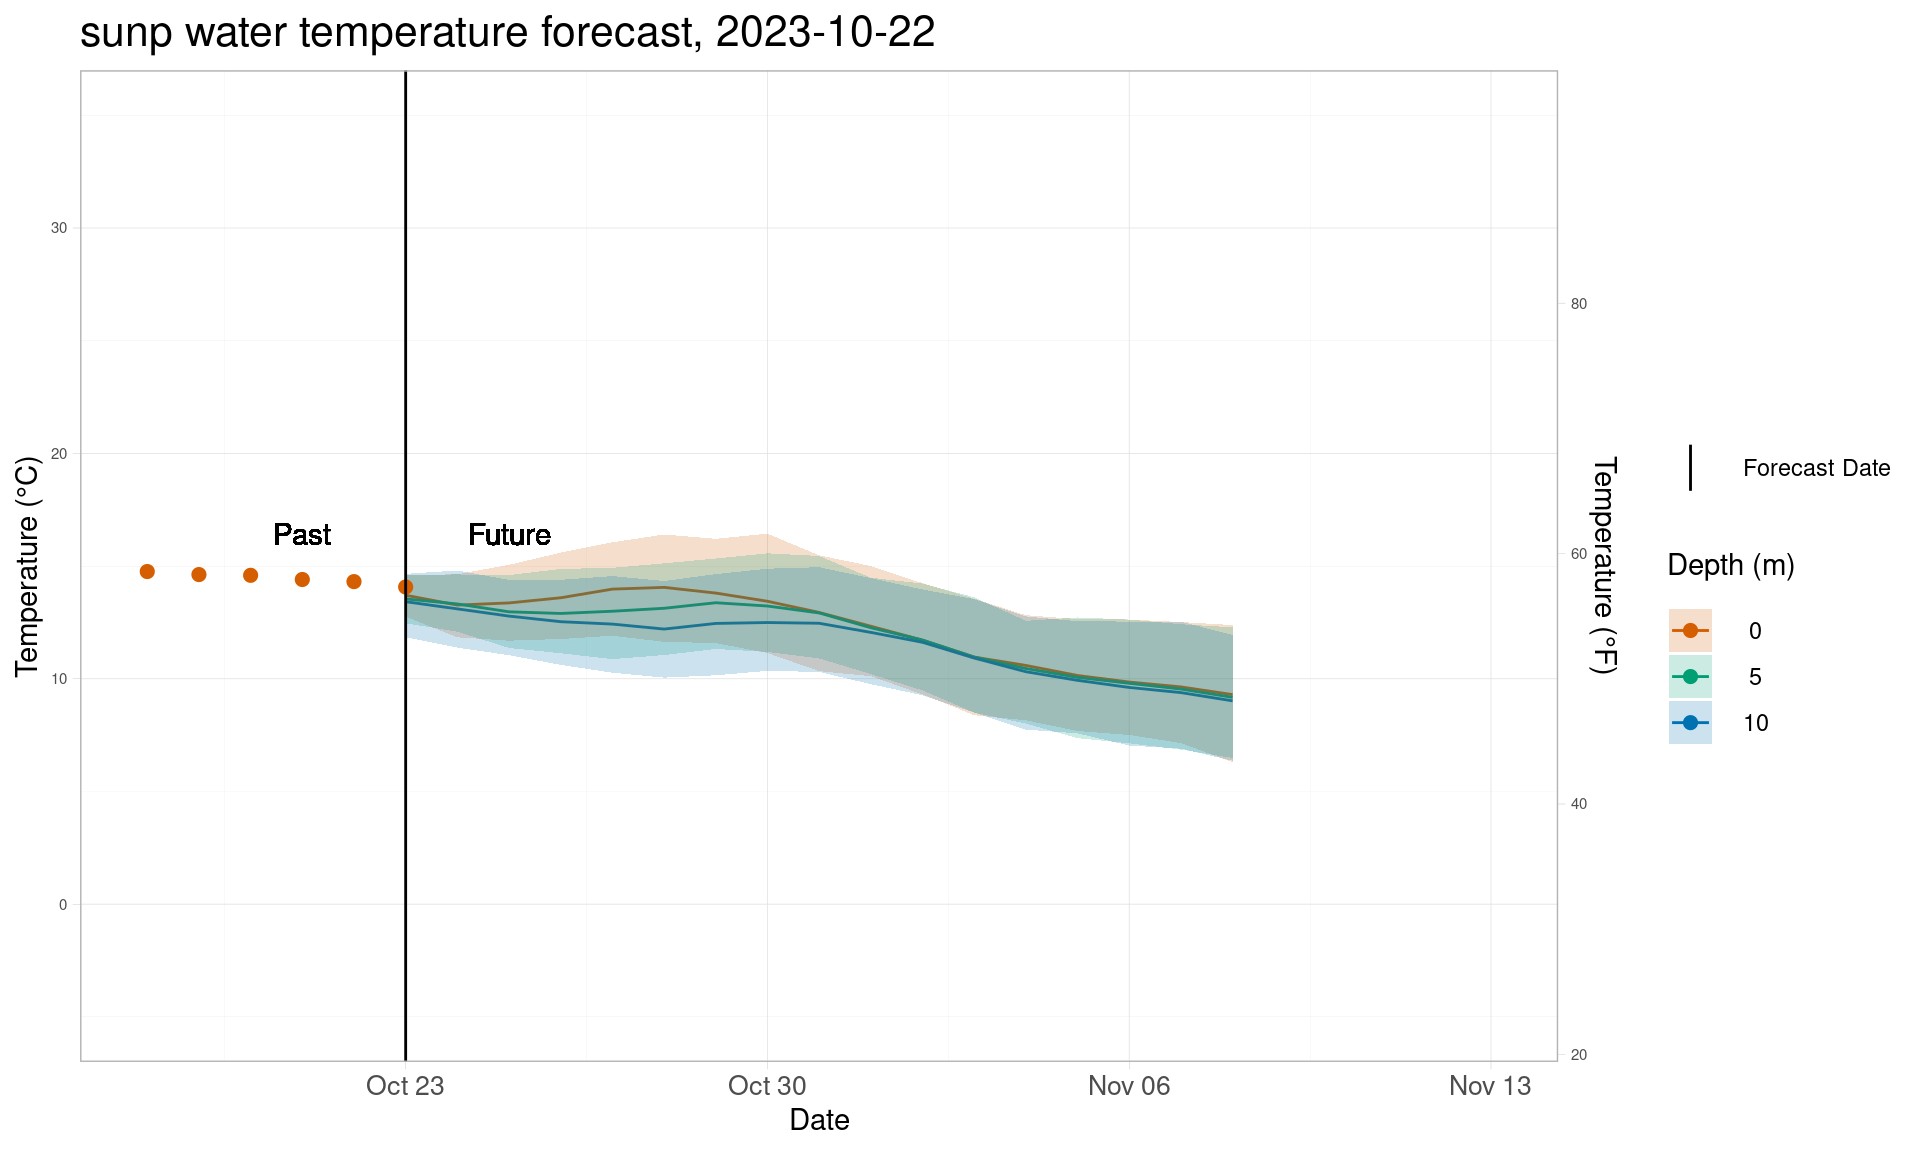 sunp water temperature forecast, 2023-10-22
Temperature (°C)
30
20
10
0
Past
Future
80
60
40
20
Temperature (°F)
Oct 23
Oct 30
Nov 06
Nov 13
Date
Forecast Date
Depth (m)
0
5
10